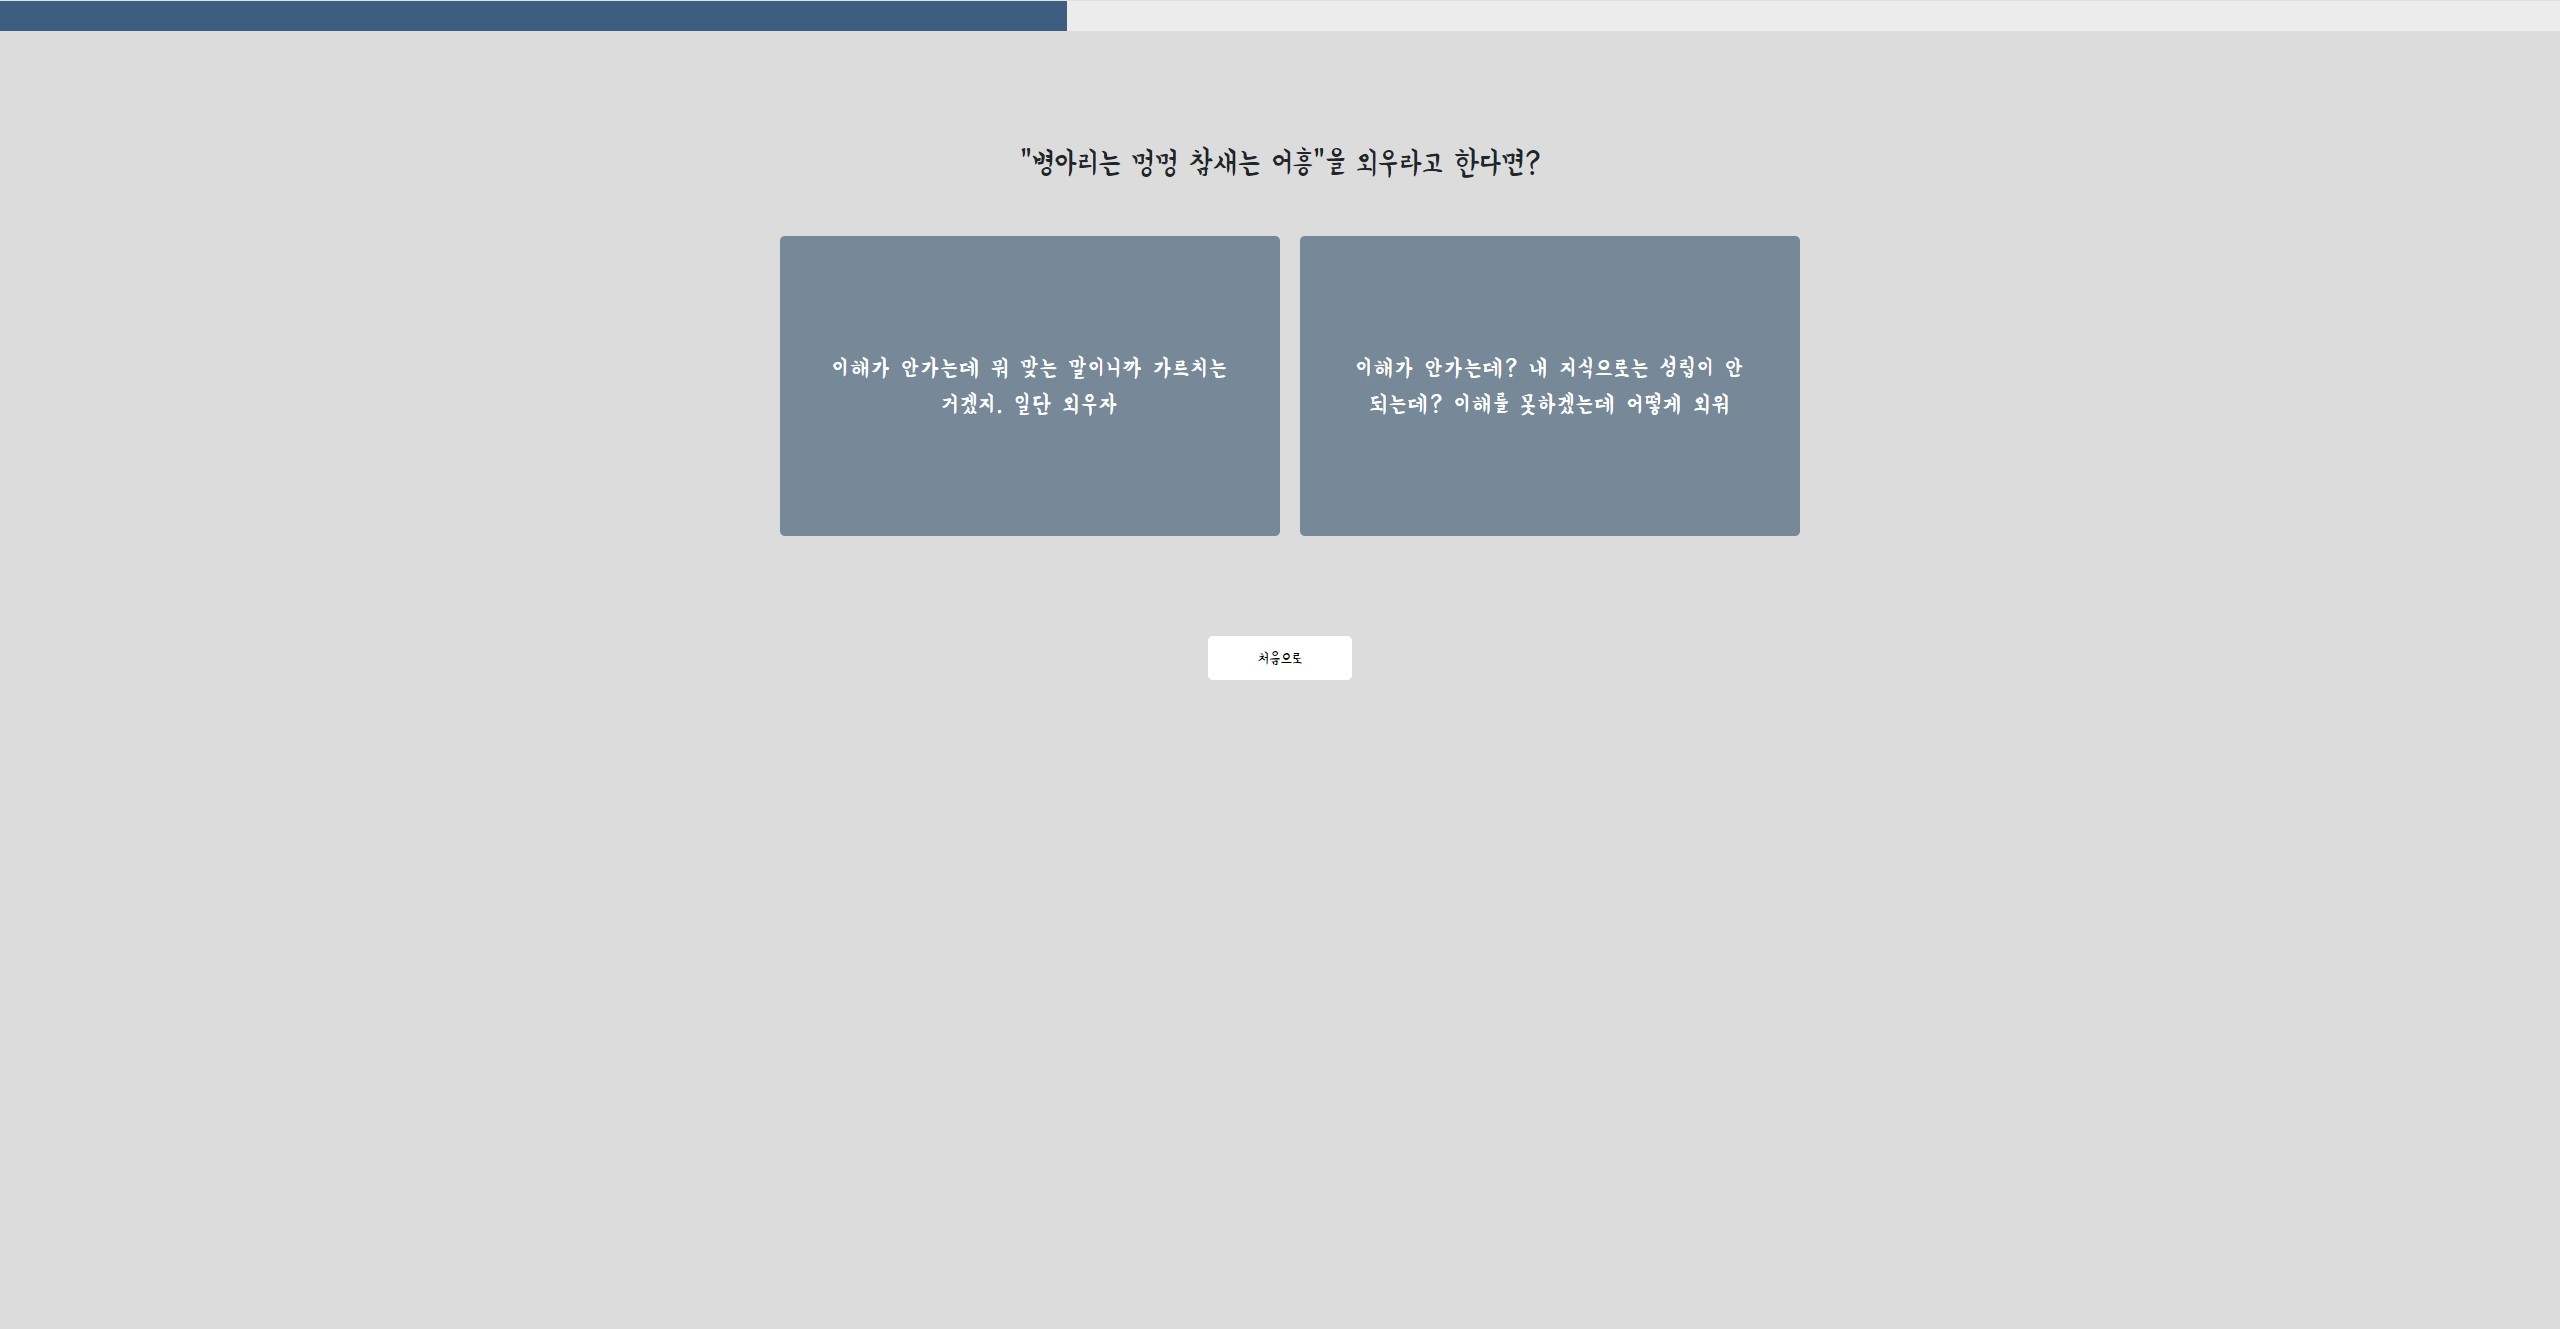 "병아리는 멍멍 참새는 어흥"을 외우라고 한다면?
이해가 안가는데 뭐 맞는 말이니까 가르치는
거겠지. 일단 외우자
이해가 안가는데? 내 지식으로는 성립이 안
되는데? 이해를 못하겠는데 어떻게 외워
처음으로